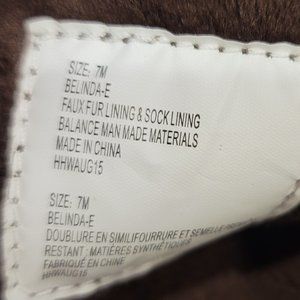 SIZE: 7M
BELINDA-E
FAUX FUR LINING & SOCK LINING
BALANCE MAN MADE MATERIALS
MADE IN CHINA
HHWAUG15
SIZE: 7M
BELINDA-E
DOUBLURE EN SIMILIFOURRURE ET SEMELLE
RESTANT : MATIÈRES SYNTHÉTIQUES
FABRIQUÉ EN CHINE
HHWAUG15